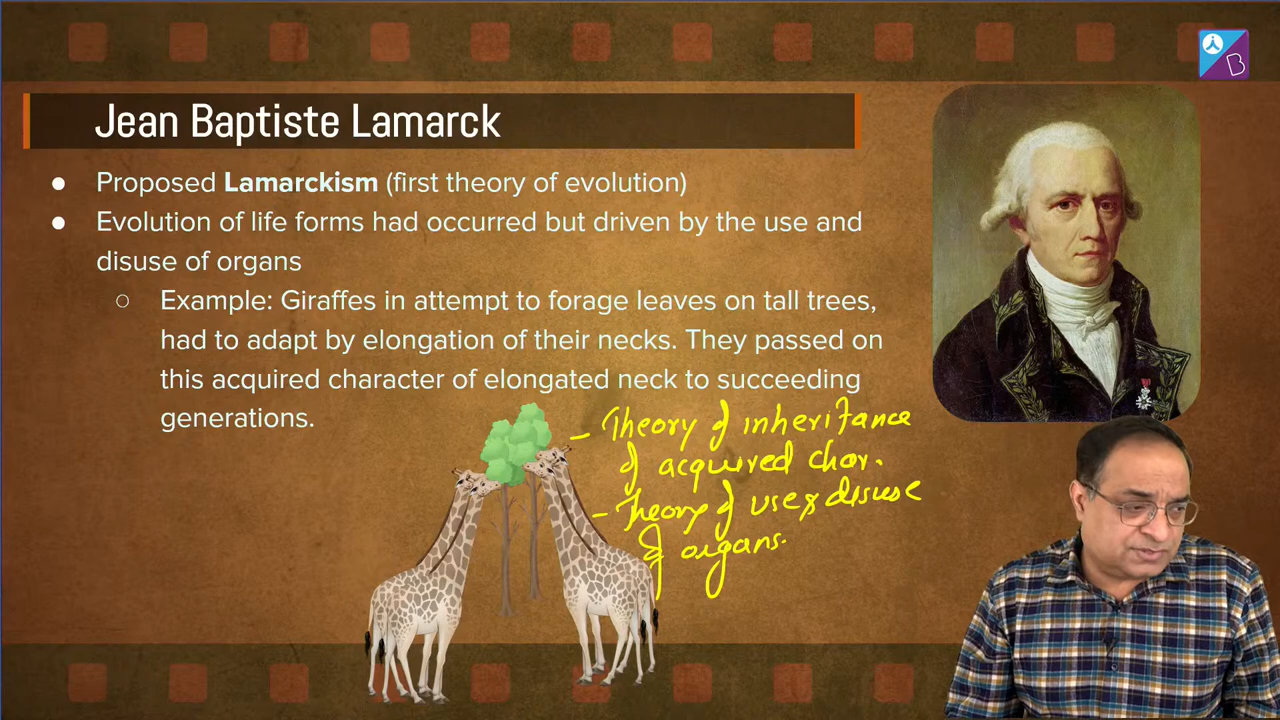 Jean Baptiste Lamarck
● Proposed Lamarckism (first theory of evolution)
● Evolution of life forms had occurred but driven by the use and
disuse of organs
○ Example: Giraffes in attempt to forage leaves on tall trees,
had to adapt by elongation of their necks. They passed on
this acquired character of elongated neck to succeeding
generations.
- Theory of inheritance
of acquired char.
- Theory of use & disuse
of organs.
B